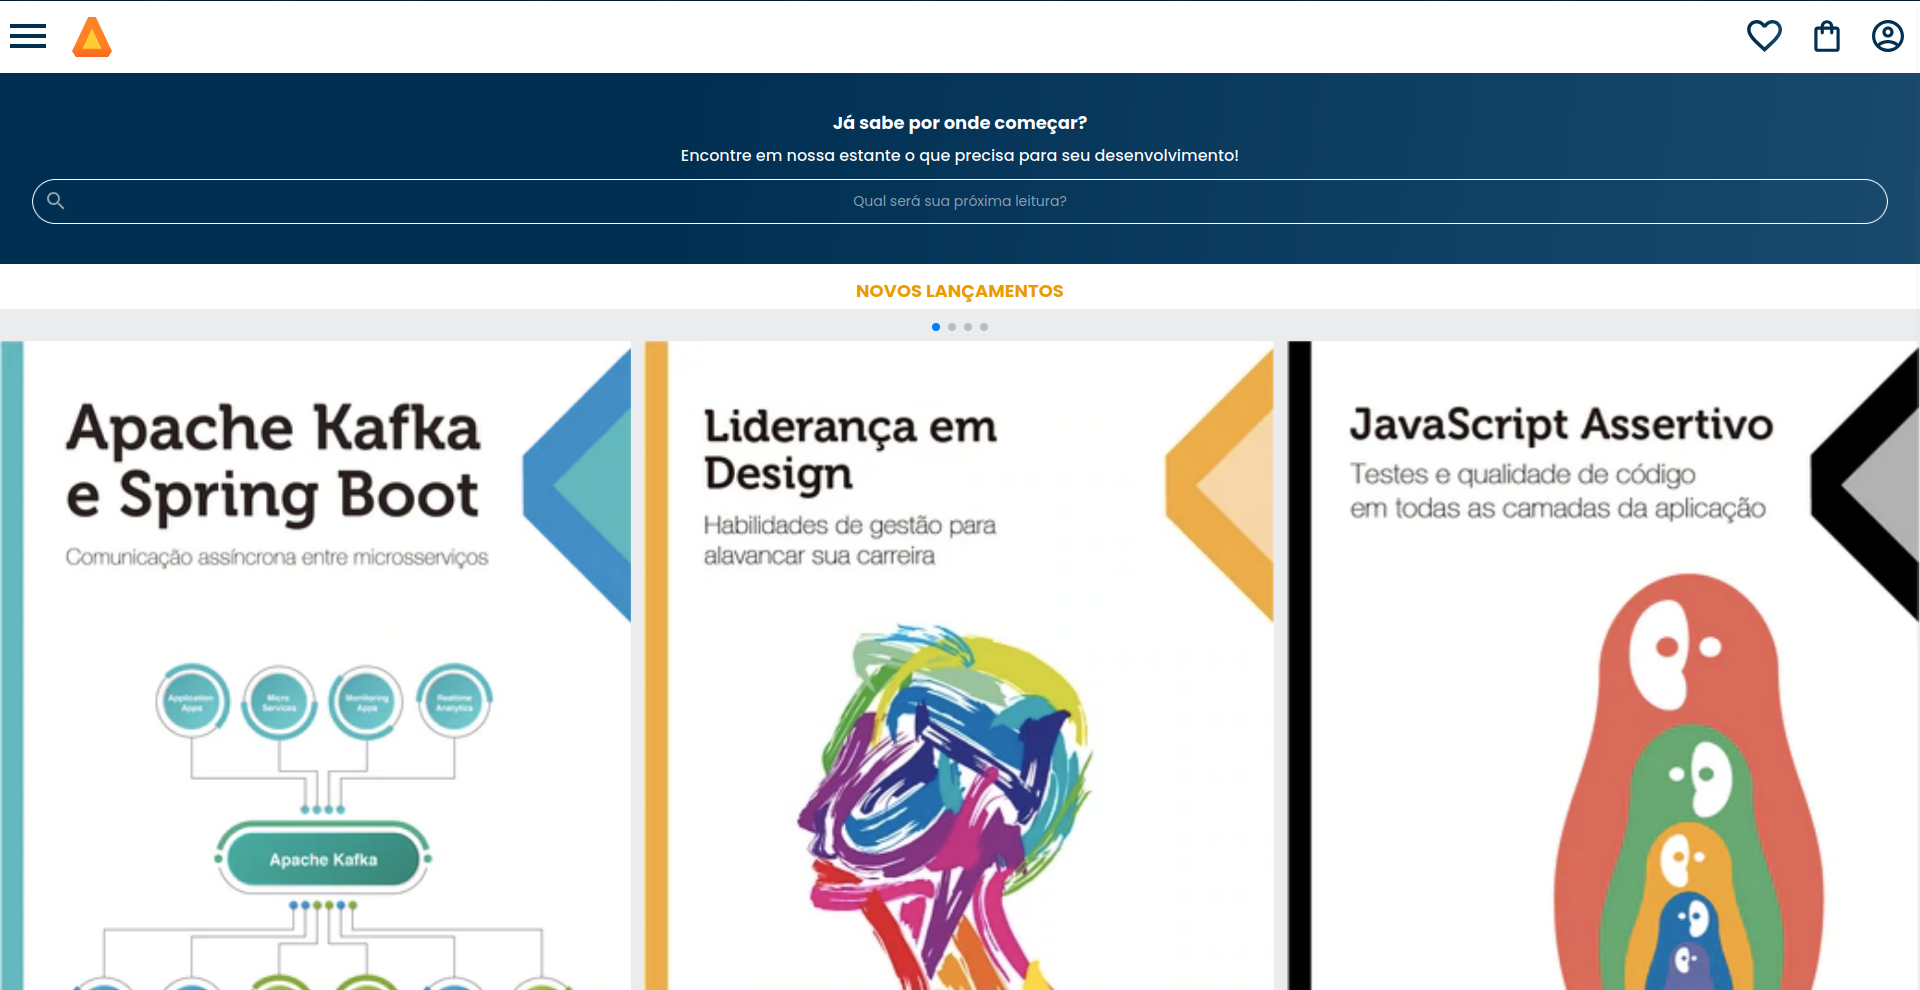 Já sabe por onde começar?
Encontre em nossa estante o que precisa para seu desenvolvimento!
Qual será sua próxima leitura?
NOVOS LANÇAMENTOS
Apache Kafka
e Spring Boot
Comunicação assíncrona entre microsserviços
Application
Apps
Micro
Services
Monitoring
Apps
Realtime
Analytics
Apache Kafka
Liderança em
Design
Habilidades de gestão para
alavancar sua carreira
JavaScript Assertivo
Testes e qualidade de código
em todas as camadas da aplicação